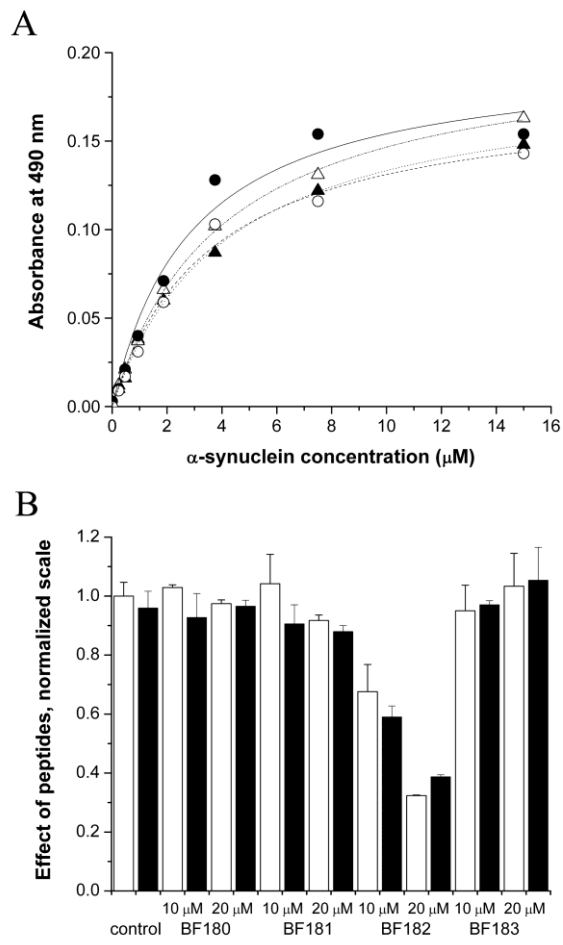 A
Absorbance at 490 nm
0.20
0.15
0.10
0.05
0.00
0 2 4 6 8 10 12 14 16
α-synuclein concentration (μM)
B
Effect of peptides, normalized scale
1.2
1.0
0.8
0.6
0.4
0.2
0.0
10 μM 20 μM 10 μM 20 μM 10 μM 20 μM 10 μM 20 μM
control BF180 BF181 BF182 BF183